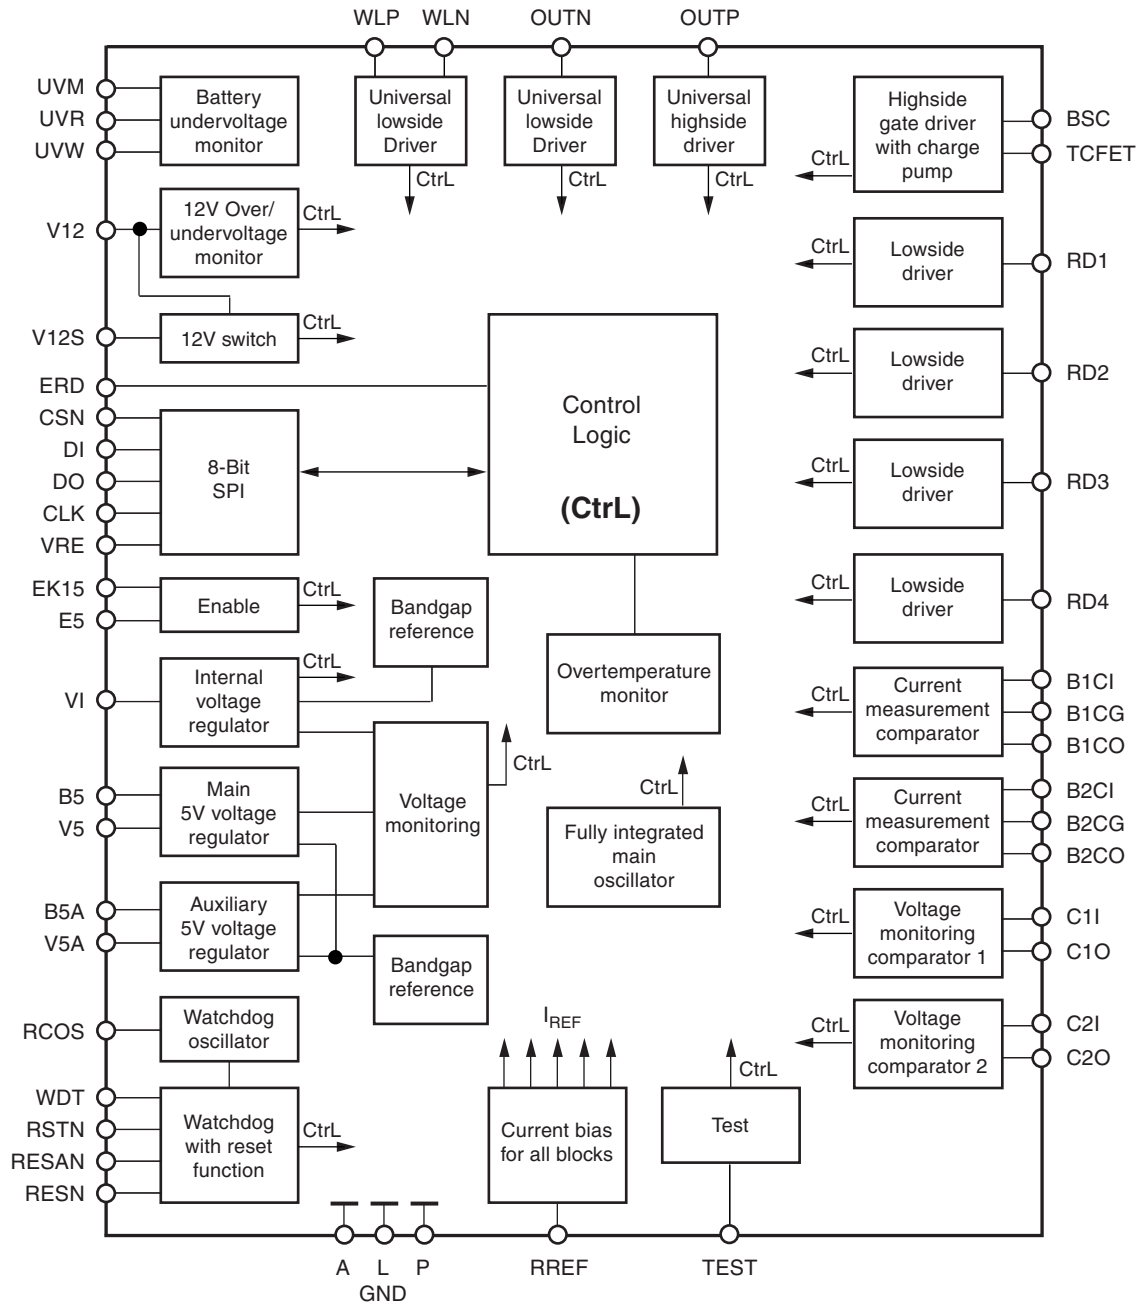 WLP WLN OUTN OUTP
UVM
UVR
UVW
Battery
undervoltage
monitor
Universal
lowside
Driver
CtrL
Universal
lowside
Driver
CtrL
Universal
highside
driver
CtrL
Highside
gate driver
with charge
pump
CtrL
BSC
TCFET
V12
12V Over/
undervoltage
monitor
CtrL
Lowside
driver
CtrL
RD1
V12S
12V switch
CtrL
Lowside
driver
CtrL
RD2
ERD
CSN
DI
DO
CLK
VRE
8-Bit
SPI
Control
Logic
(CtrL)
Lowside
driver
CtrL
RD3
EK15
E5
Enable
CtrL
Bandgap
reference
Lowside
driver
CtrL
RD4
VI
Internal
voltage
regulator
CtrL
Overtemperature
monitor
Current
measurement
comparator
CtrL
B1CI
B1CG
B1CO
B5
V5
Main
5V voltage
regulator
Voltage
monitoring
CtrL
CtrL
Fully integrated
main
oscillator
Current
measurement
comparator
CtrL
B2CI
B2CG
B2CO
B5A
V5A
Auxiliary
5V voltage
regulator
Bandgap
reference
Voltage
monitoring
comparator 1
CtrL
C1I
C1O
RCOS
Watchdog
oscillator
IREF
Voltage
monitoring
comparator 2
CtrL
C2I
C2O
WDT
RSTN
RESAN
RESN
Watchdog
with reset
function
CtrL
Current bias
for all blocks
CtrL
Test
A L P
GND
RREF
TEST